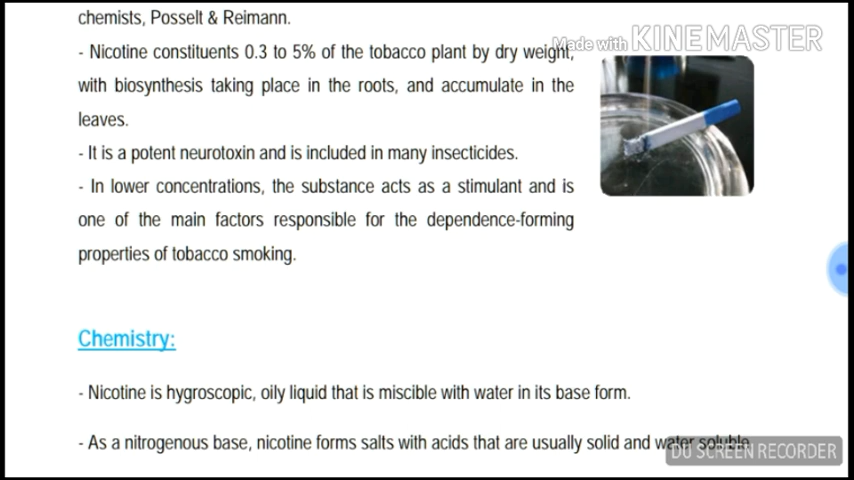 chemists, Posselt & Reimann.
Made with KINEMASTER
- Nicotine constituents 0.3 to 5% of the tobacco plant by dry weight,
with biosynthesis taking place in the roots, and accumulate in the
leaves.
- It is a potent neurotoxin and is included in many insecticides.
- In lower concentrations, the substance acts as a stimulant and is
one of the main factors responsible for the dependence-forming
properties of tobacco smoking.
Chemistry:
- Nicotine is hygroscopic, oily liquid that is miscible with water in its base form.
- As a nitrogenous base, nicotine forms salts with acids that are usually solid and water soluble
DU SCREEN RECORDER